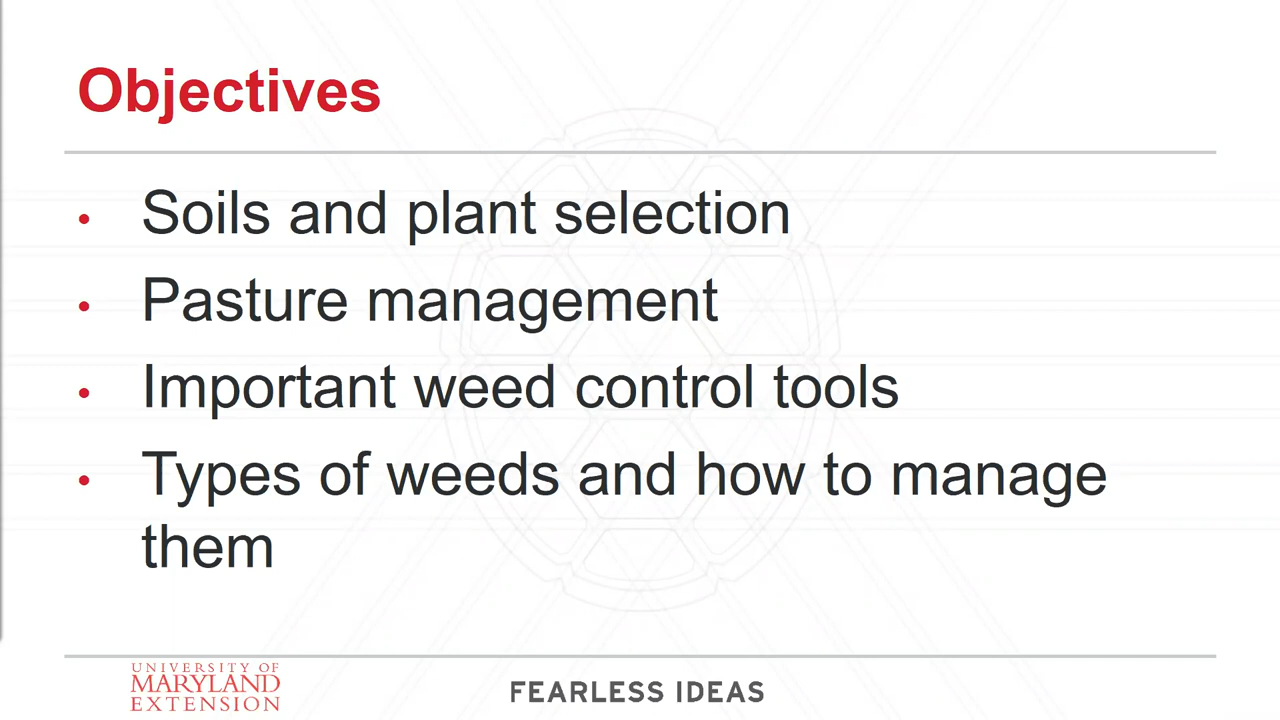 Objectives
• Soils and plant selection
• Pasture management
• Important weed control tools
• Types of weeds and how to manage
them
UNIVERSITY OF
MARYLAND
EXTENSION
FEARLESS IDEAS